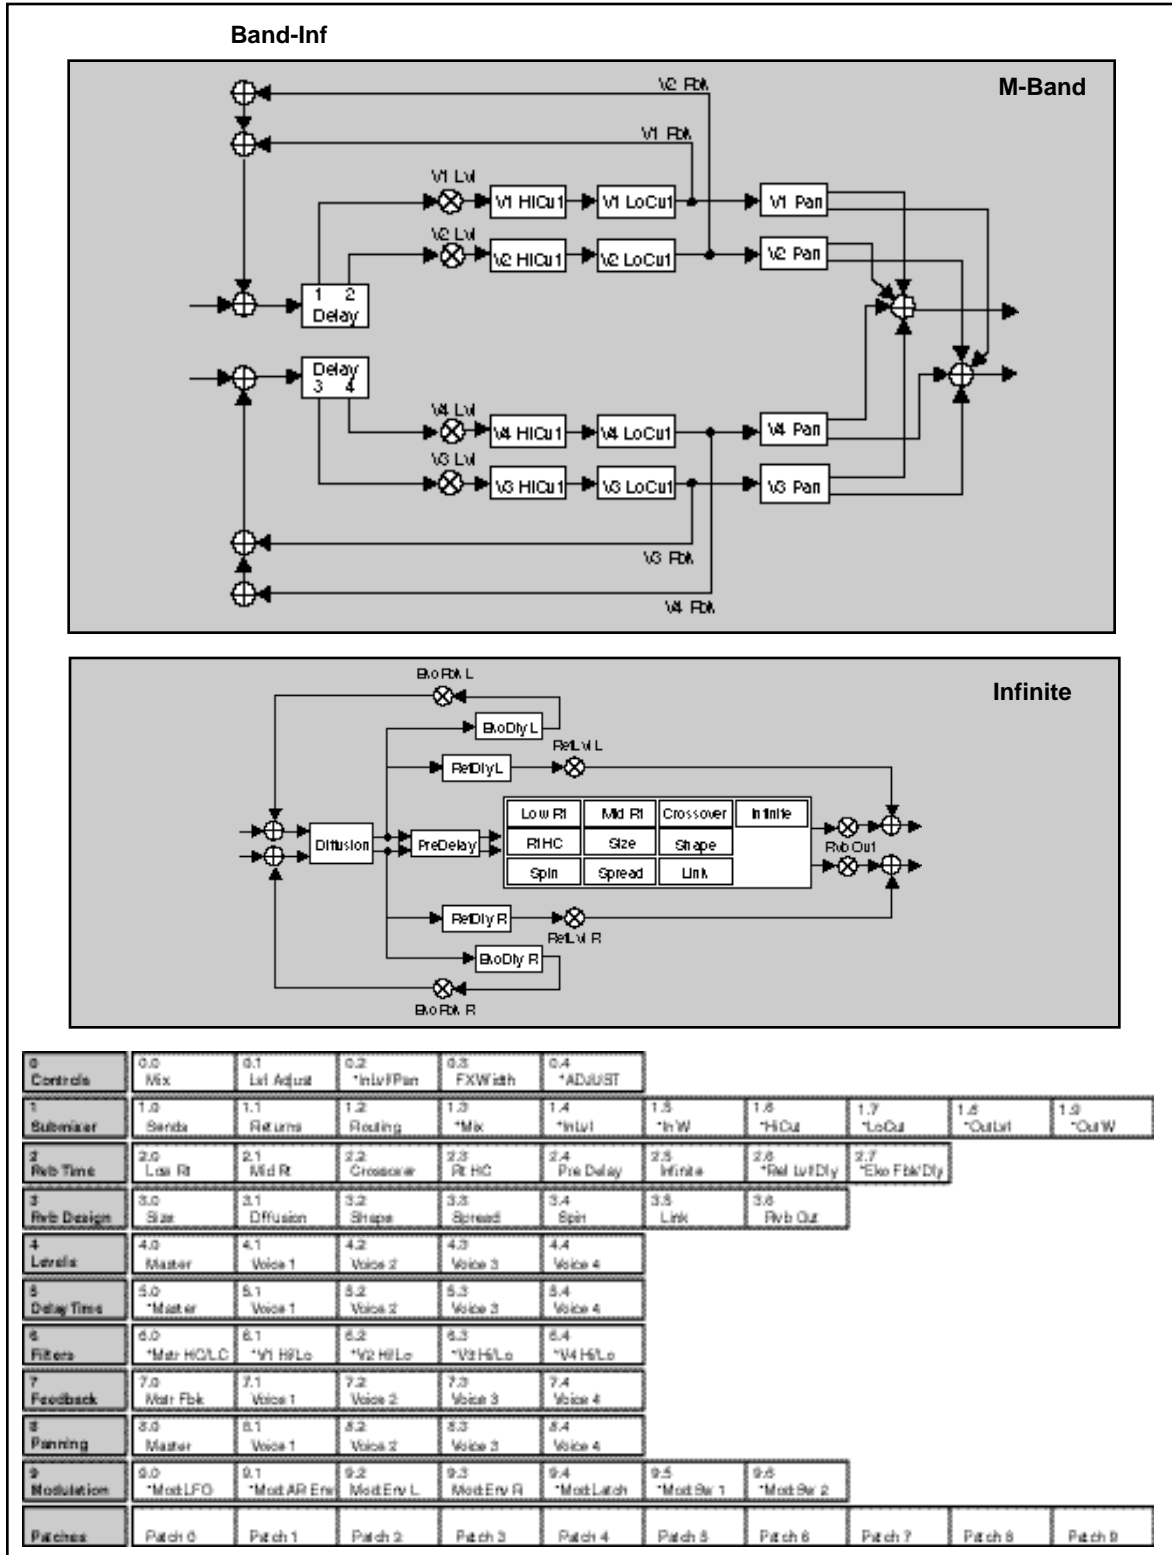 Band-Inf
M-Band
V2 Fbk
V1 Fbk
V1 Lvl
V1 HiCut
V1 LoCut
V1 Pan
V2 Lvl
V2 HiCut
V2 LoCut
V2 Pan
1 2
Delay
Delay
3 4
V4 Lvl
V4 HiCut
V4 LoCut
V4 Pan
V3 Lvl
V3 HiCut
V3 LoCut
V3 Pan
V3 Fbk
V4 Fbk
Infinite
Eko Fbk L
EkoDly L
RefLvl L
RefDly L
Low Rt Mid Rt Crossover Infinite
Diffusion PreDelay RtHC Size Shape
Rvb Out
Spin Spread Link
RefDly R
RefLvl R
EkoDly R
Eko Fbk R
0 0.0 0.1 0.2 0.3 0.4
Controls Mix Lvl Adjust *InLvl/Pan FXWidth *ADJUST
1 1.0 1.1 1.2 1.3 1.4 1.5 1.6 1.7 1.8 1.9
Submixer Sends Returns Routing *Mix *InLvl *InW *HiCut *LoCut *OutLvl *OutW
2 2.0 2.1 2.2 2.3 2.4 2.5 2.6 2.7
Rvb Time Low Rt Mid Rt Crossover Rt HC Pre Delay Infinite *Rel Lvl/Dly *Eko Fbk/Dly
3 3.0 3.1 3.2 3.3 3.4 3.5 3.6
Rvb Design Size Diffusion Shape Spread Spin Link Rvb Out
4 4.0 4.1 4.2 4.3 4.4
Levels Master Voice 1 Voice 2 Voice 3 Voice 4
5 5.0 5.1 5.2 5.3 5.4
Delay Time *Master Voice 1 Voice 2 Voice 3 Voice 4
6 6.0 6.1 6.2 6.3 6.4
Filters *Mstr HC/LC *V1 Hi/Lo *V2 Hi/Lo *V3 Hi/Lo *V4 Hi/Lo
7 7.0 7.1 7.2 7.3 7.4
Feedback Mstr Fbk Voice 1 Voice 2 Voice 3 Voice 4
8 8.0 8.1 8.2 8.3 8.4
Panning Master Voice 1 Voice 2 Voice 3 Voice 4
9 9.0 9.1 9.2 9.3 9.4 9.5 9.6
Modulation *Mod:LFO *Mod:AR Env Mod:Env L Mod:Env R *Mod:Latch *Mod:Sw 1 *Mod:Sw 2
Patches Patch 0 Patch 1 Patch 2 Patch 3 Patch 4 Patch 5 Patch 6 Patch 7 Patch 8 Patch 9